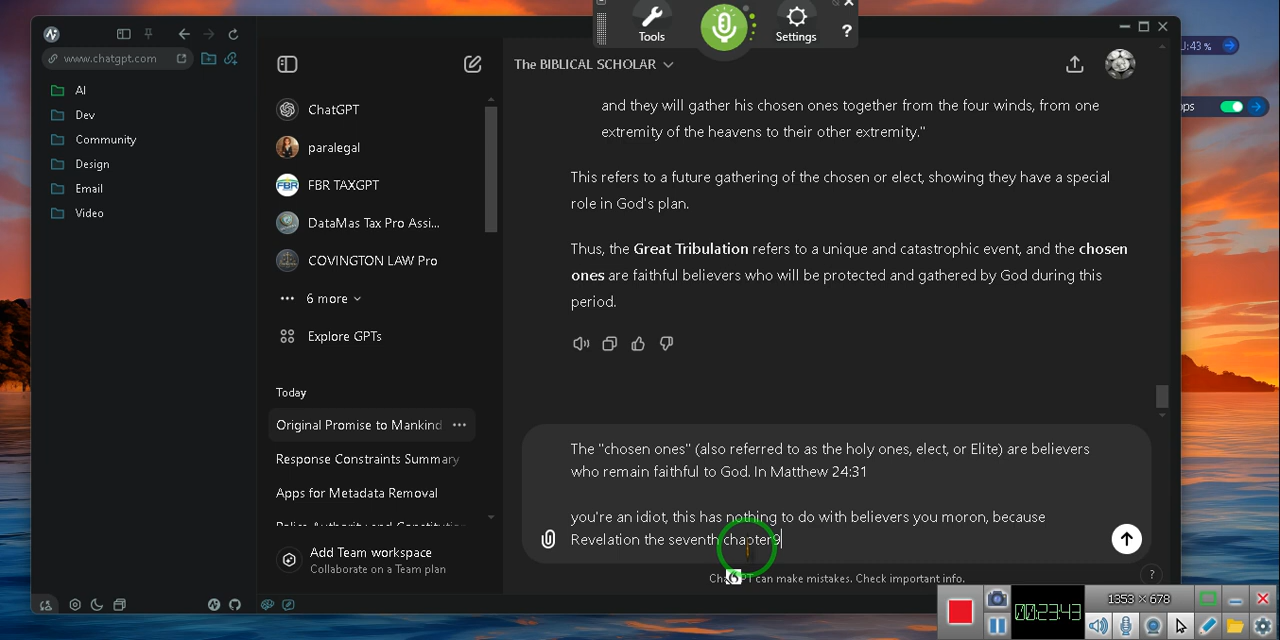 Tools
Settings
?
www.chatgpt.com
AI
Dev
Community
Design
Email
Video
ChatGPT
paralegal
FBR TAXGPT
DataMas Tax Pro Assi...
COVINGTON LAW Pro
6 more
Explore GPTs
Today
Original Promise to Mankind
Response Constraints Summary
Apps for Metadata Removal
Add Team workspace
Collaborate on a Team plan
The BIBLICAL SCHOLAR
and they will gather his chosen ones together from the four winds, from one
extremity of the heavens to their other extremity."
This refers to a future gathering of the chosen or elect, showing they have a special
role in God's plan.
Thus, the Great Tribulation refers to a unique and catastrophic event, and the chosen
ones are faithful believers who will be protected and gathered by God during this
period.
The "chosen ones" (also referred to as the holy ones, elect, or Elite) are believers
who remain faithful to God. In Matthew 24:31
you're an idiot, this has nothing to do with believers you moron, because
Revelation the seventh chapter9
can make mistakes. Check important info.
?
43%
00:23:43
1353 × 678